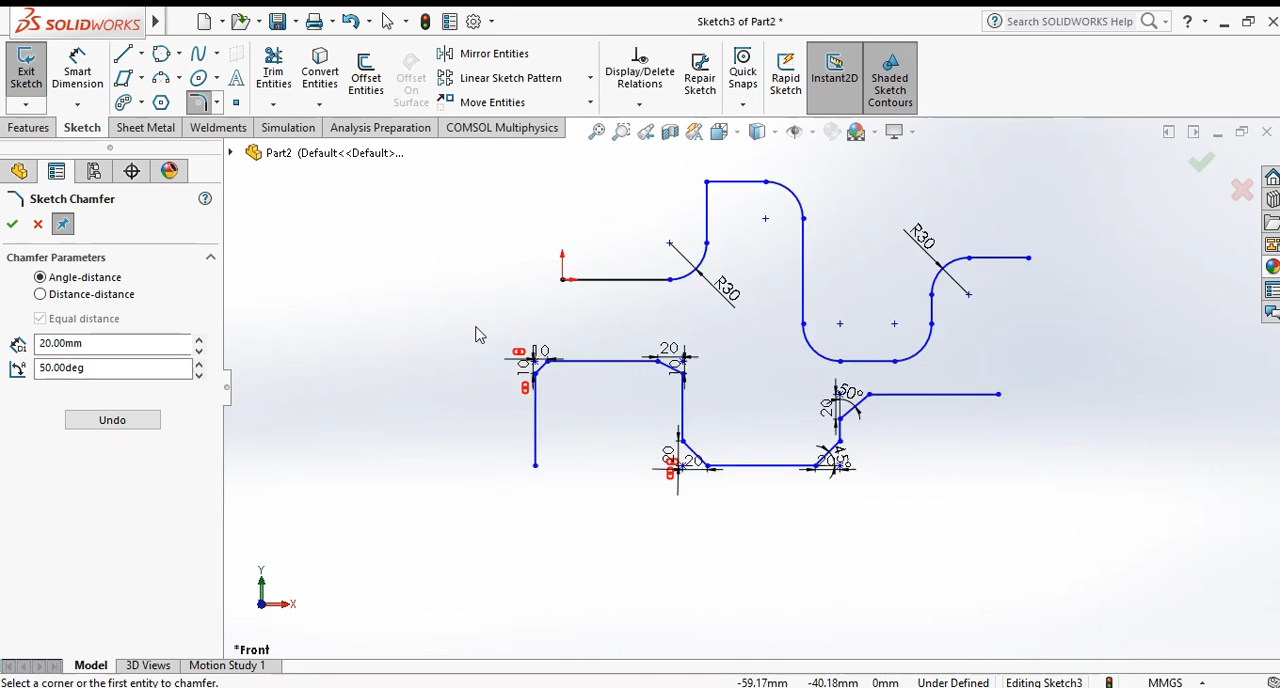 SOLIDWORKS
Sketch3 of Part2 *
Search SOLIDWORKS Help
?
Exit Sketch
Smart Dimension
Trim Entities
Convert Entities
Offset Entities
Offset On Surface
Mirror Entities
Linear Sketch Pattern
Move Entities
Display/Delete Relations
Repair Sketch
Quick Snaps
Rapid Sketch
Instant2D
Shaded Sketch Contours
Features
Sketch
Sheet Metal
Weldments
Simulation
Analysis Preparation
COMSOL Multiphysics
Part2 (Default<<Default>...
Sketch Chamfer
?
Chamfer Parameters
Angle-distance
Distance-distance
Equal distance
20.00mm
50.00deg
Undo
R30
R30
10
10
20
10
20
20
50°
20
20
45°
Y
X
*Front
Model
3D Views
Motion Study 1
Select a corner or the first entity to chamfer.
-59.17mm
-40.18mm
0mm
Under Defined
Editing Sketch3
MMGS